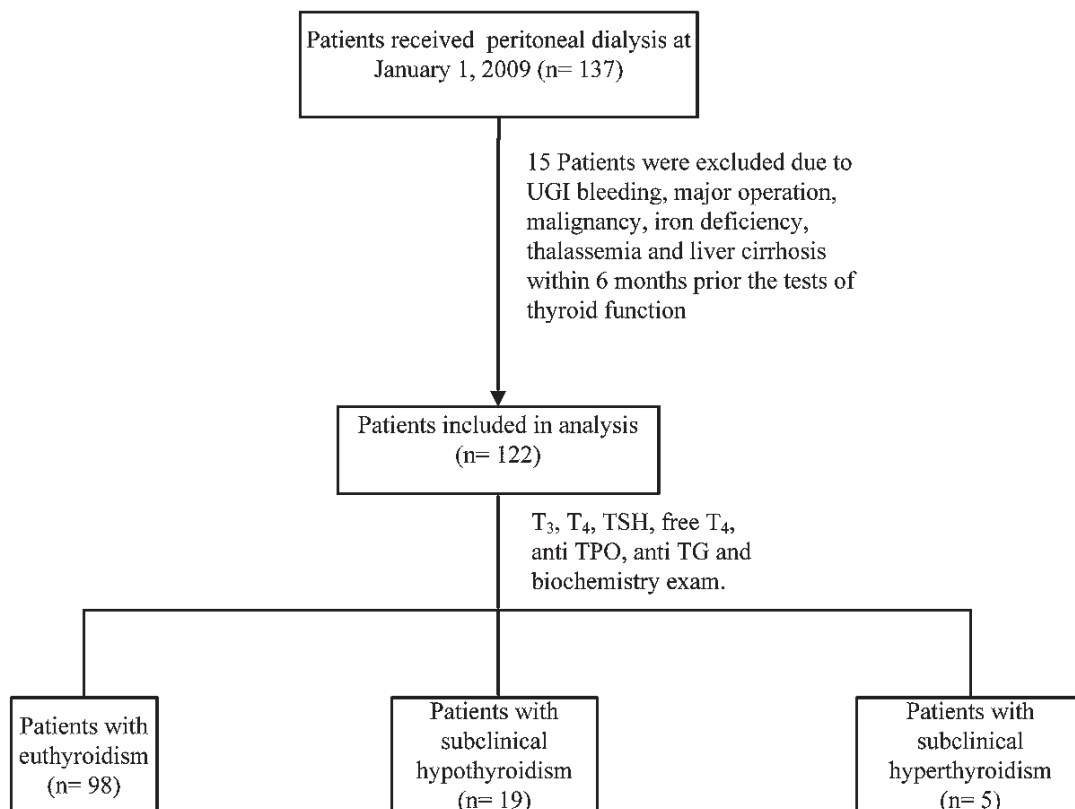 Patients received peritoneal dialysis at
January 1, 2009 (n= 137)
15 Patients were excluded due to
UGI bleeding, major operation,
malignancy, iron deficiency,
thalassemia and liver cirrhosis
within 6 months prior the tests of
thyroid function
Patients included in analysis
(n= 122)
T₃, T₄, TSH, free T₄,
anti TPO, anti TG and
biochemistry exam.
Patients with
euthyroidism
(n= 98)
Patients with
subclinical
hypothyroidism
(n= 19)
Patients with
subclinical
hyperthyroidism
(n= 5)